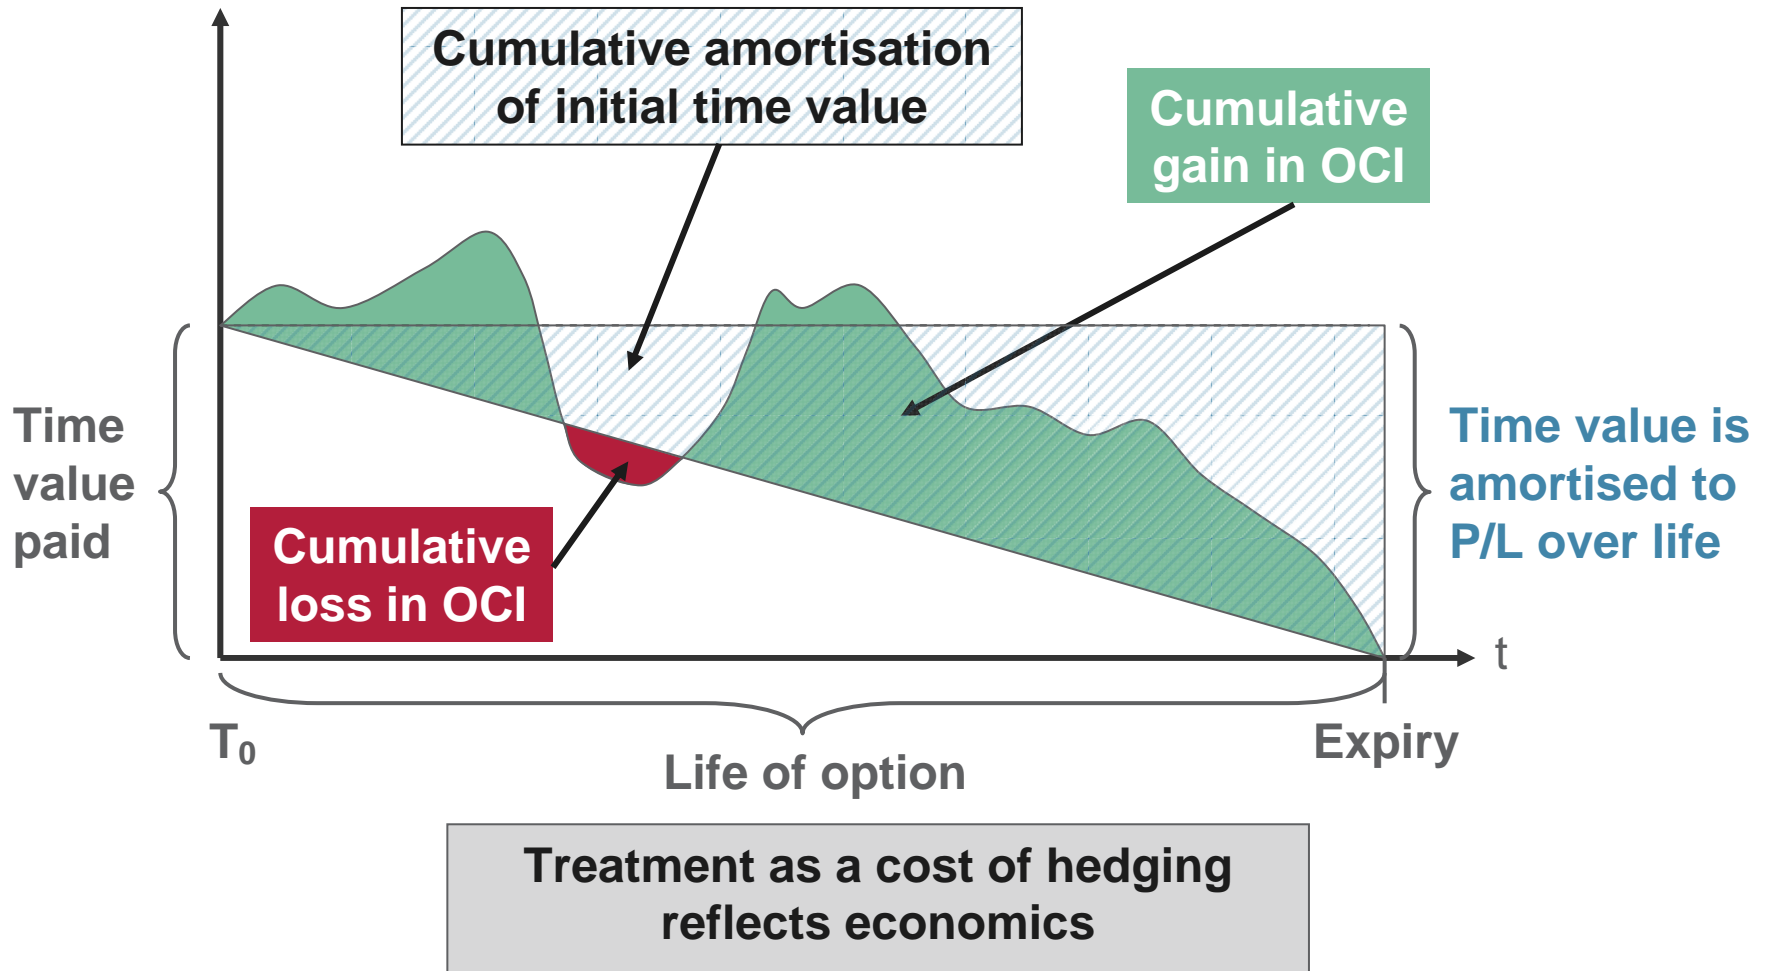 Cumulative amortisation
of initial time value
Cumulative
gain in OCI
Time
value
paid
Cumulative
loss in OCI
Time value is
amortised to
P/L over life
t
T₀
Expiry
Life of option
Treatment as a cost of hedging
reflects economics